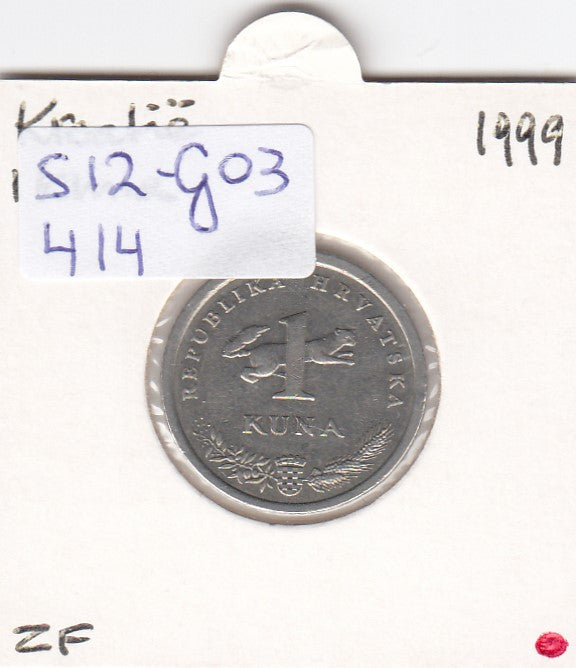 1999
S12-G03
414
REPUBLIKA HRVATSKA
1
KUNA
ZF